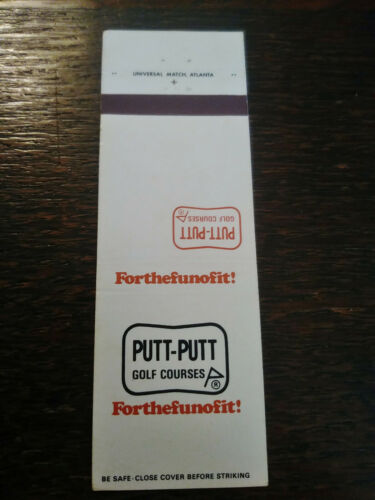 UNIVERSAL MATCH, ATLANTA
PUTT-PUTT
GOLF COURSES
®
Forthefunofit!
PUTT-PUTT
GOLF COURSES
®
Forthefunofit!
BE SAFE-CLOSE COVER BEFORE STRIKING